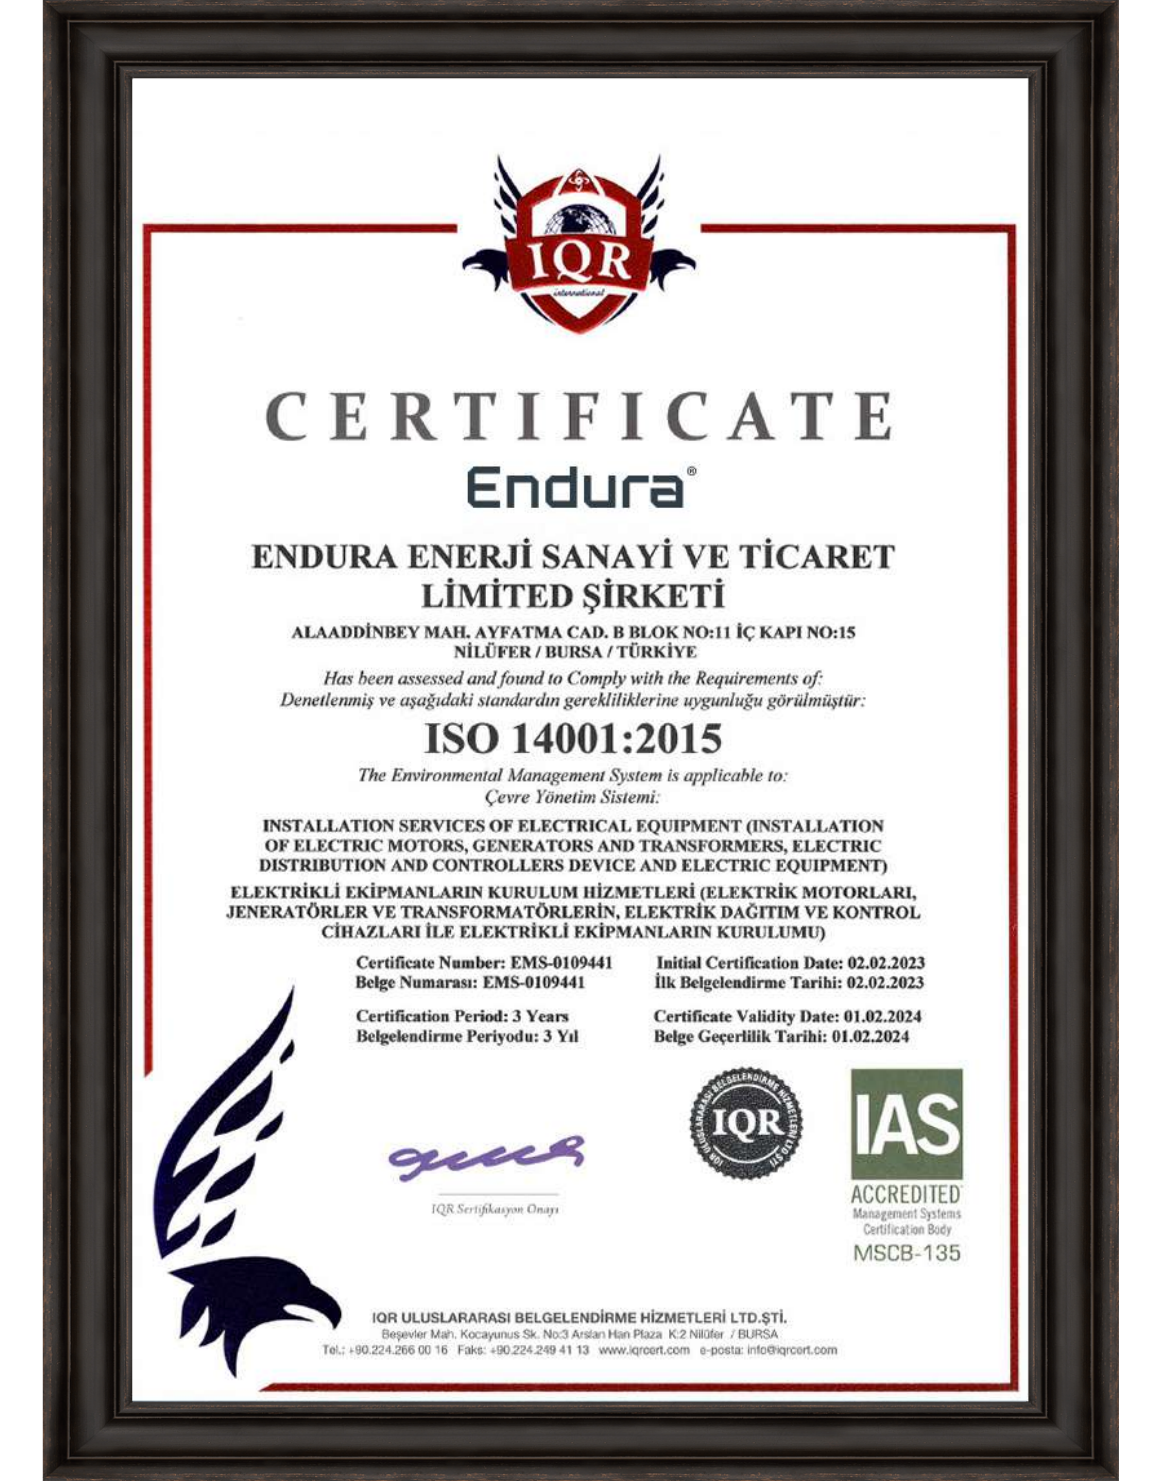 IQR
international
CERTIFICATE
Endura®
ENDURA ENERJİ SANAYİ VE TİCARET
LİMİTED ŞİRKETİ
ALAADDİNBEY MAH. AYFATMA CAD. B BLOK NO:11 İÇ KAPI NO:15
NİLÜFER / BURSA / TÜRKİYE
Has been assessed and found to Comply with the Requirements of:
Denetlenmiş ve aşağıdaki standardın gerekliliklerine uygunluğu görülmüştür:
ISO 14001:2015
The Environmental Management System is applicable to:
Çevre Yönetim Sistemi:
INSTALLATION SERVICES OF ELECTRICAL EQUIPMENT (INSTALLATION
OF ELECTRIC MOTORS, GENERATORS AND TRANSFORMERS, ELECTRIC
DISTRIBUTION AND CONTROLLERS DEVICE AND ELECTRIC EQUIPMENT)
ELEKTRİKLİ EKİPMANLARIN KURULUM HİZMETLERİ (ELEKTRİK MOTORLARI,
JENERATÖRLER VE TRANSFORMATÖRLERİN, ELEKTRİK DAĞITIM VE KONTROL
CİHAZLARI İLE ELEKTRİKLİ EKİPMANLARIN KURULUMU)
Certificate Number: EMS-0109441
Belge Numarası: EMS-0109441
Initial Certification Date: 02.02.2023
İlk Belgelendirme Tarihi: 02.02.2023
Certification Period: 3 Years
Belgelendirme Periyodu: 3 Yıl
Certificate Validity Date: 01.02.2024
Belge Geçerlilik Tarihi: 01.02.2024
IQR Sertifikasyon Onayı
IQR ULUSLARARASI BELGELENDİRME HİZMETLERİ LTD.ŞTİ
IQR
IAS
ACCREDITED
Management Systems
Certification Body
MSCB-135
IQR ULUSLARARASI BELGELENDİRME HİZMETLERİ LTD.ŞTİ.
Beşevler Mah. Kocayunus Sk. No:3 Arslan Han Plaza K:2 Nilüfer / BURSA
Tel.: +90.224.266 00 16 Faks: +90.224.249 41 13 www.iqrcert.com e-posta: info@iqrcert.com